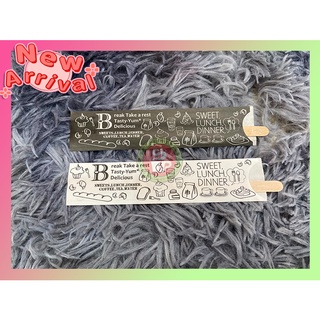 New
Arrival
B reak Take a rest
Tasty-Yum*
Delicious
SWEETS,LUNCH,DINNER,
COFFEE,TEA,WATER
SWEET,
LUNCH,
DINNER,
B reak Take a rest
Tasty-Yum*
Delicious
SWEETS,LUNCH,DINNER,
COFFEE,TEA,WATER
SWEET,
LUNCH,
DINNER,